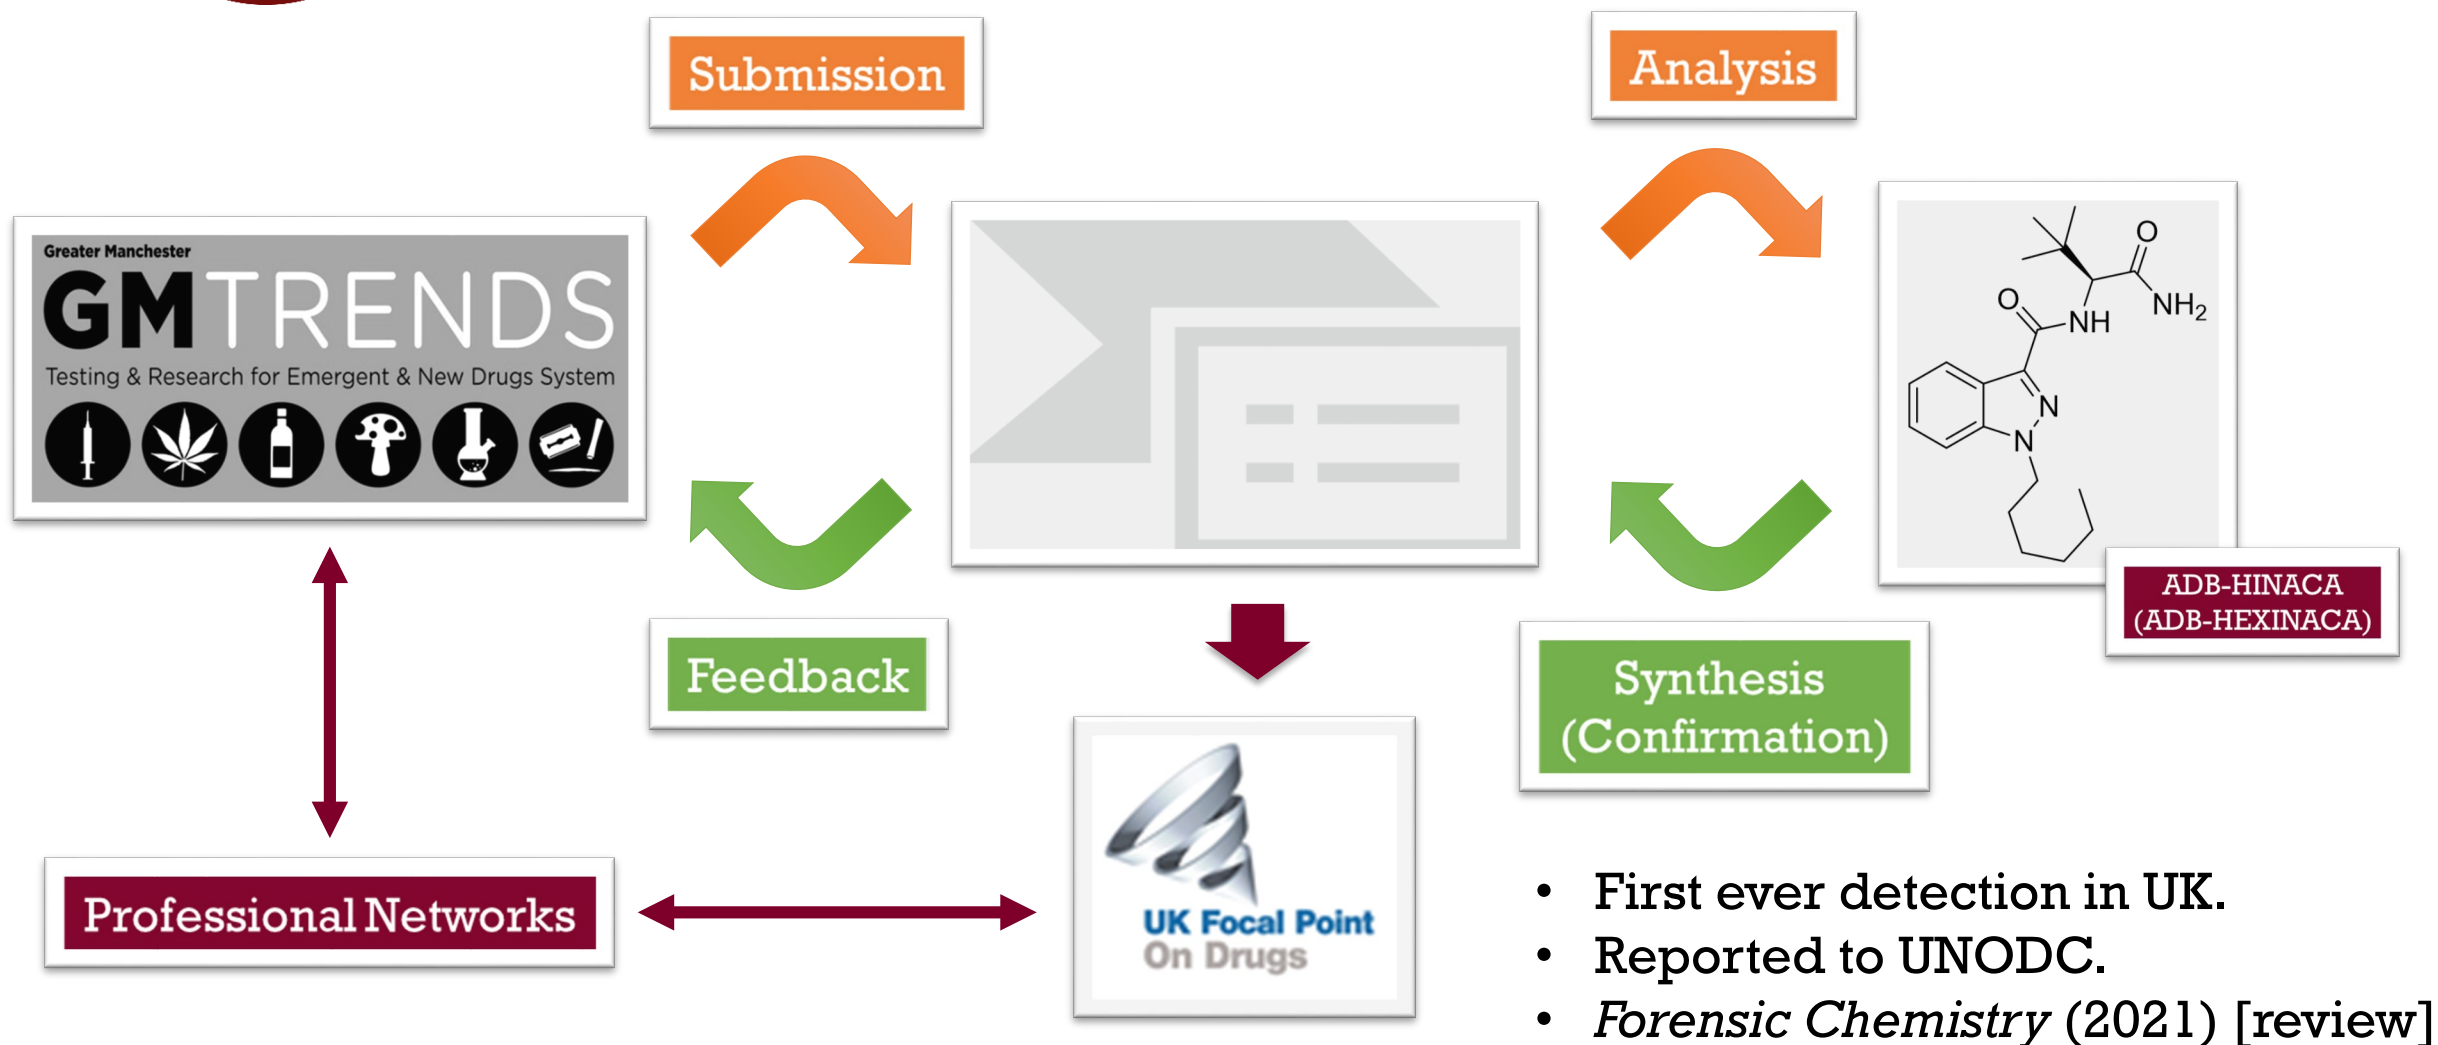 Submission
Analysis
Greater Manchester
GMTRENDS
Testing & Research for Emergent & New Drugs System
O
NH₂
O
NH
N
N
ADB-HINACA
(ADB-HEXINACA)
Feedback
Synthesis
(Confirmation)
Professional Networks
UK Focal Point
On Drugs
• First ever detection in UK.
• Reported to UNODC.
• Forensic Chemistry (2021) [review]